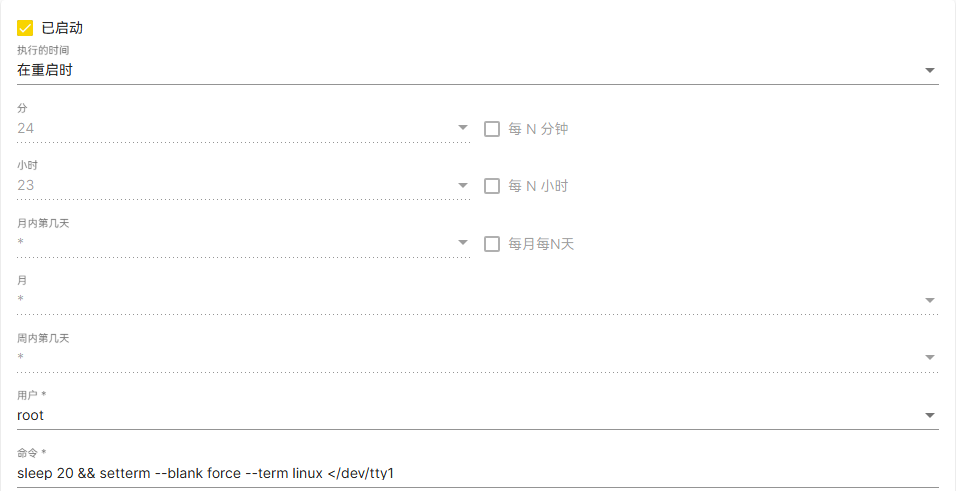 已启动
执行的时间
在重启时
分
24
每 N 分钟
小时
23
每 N 小时
月内第几天
*
每月每N天
月
*
周内第几天
*
用户 *
root
命令 *
sleep 20 && setterm --blank force --term linux </dev/tty1